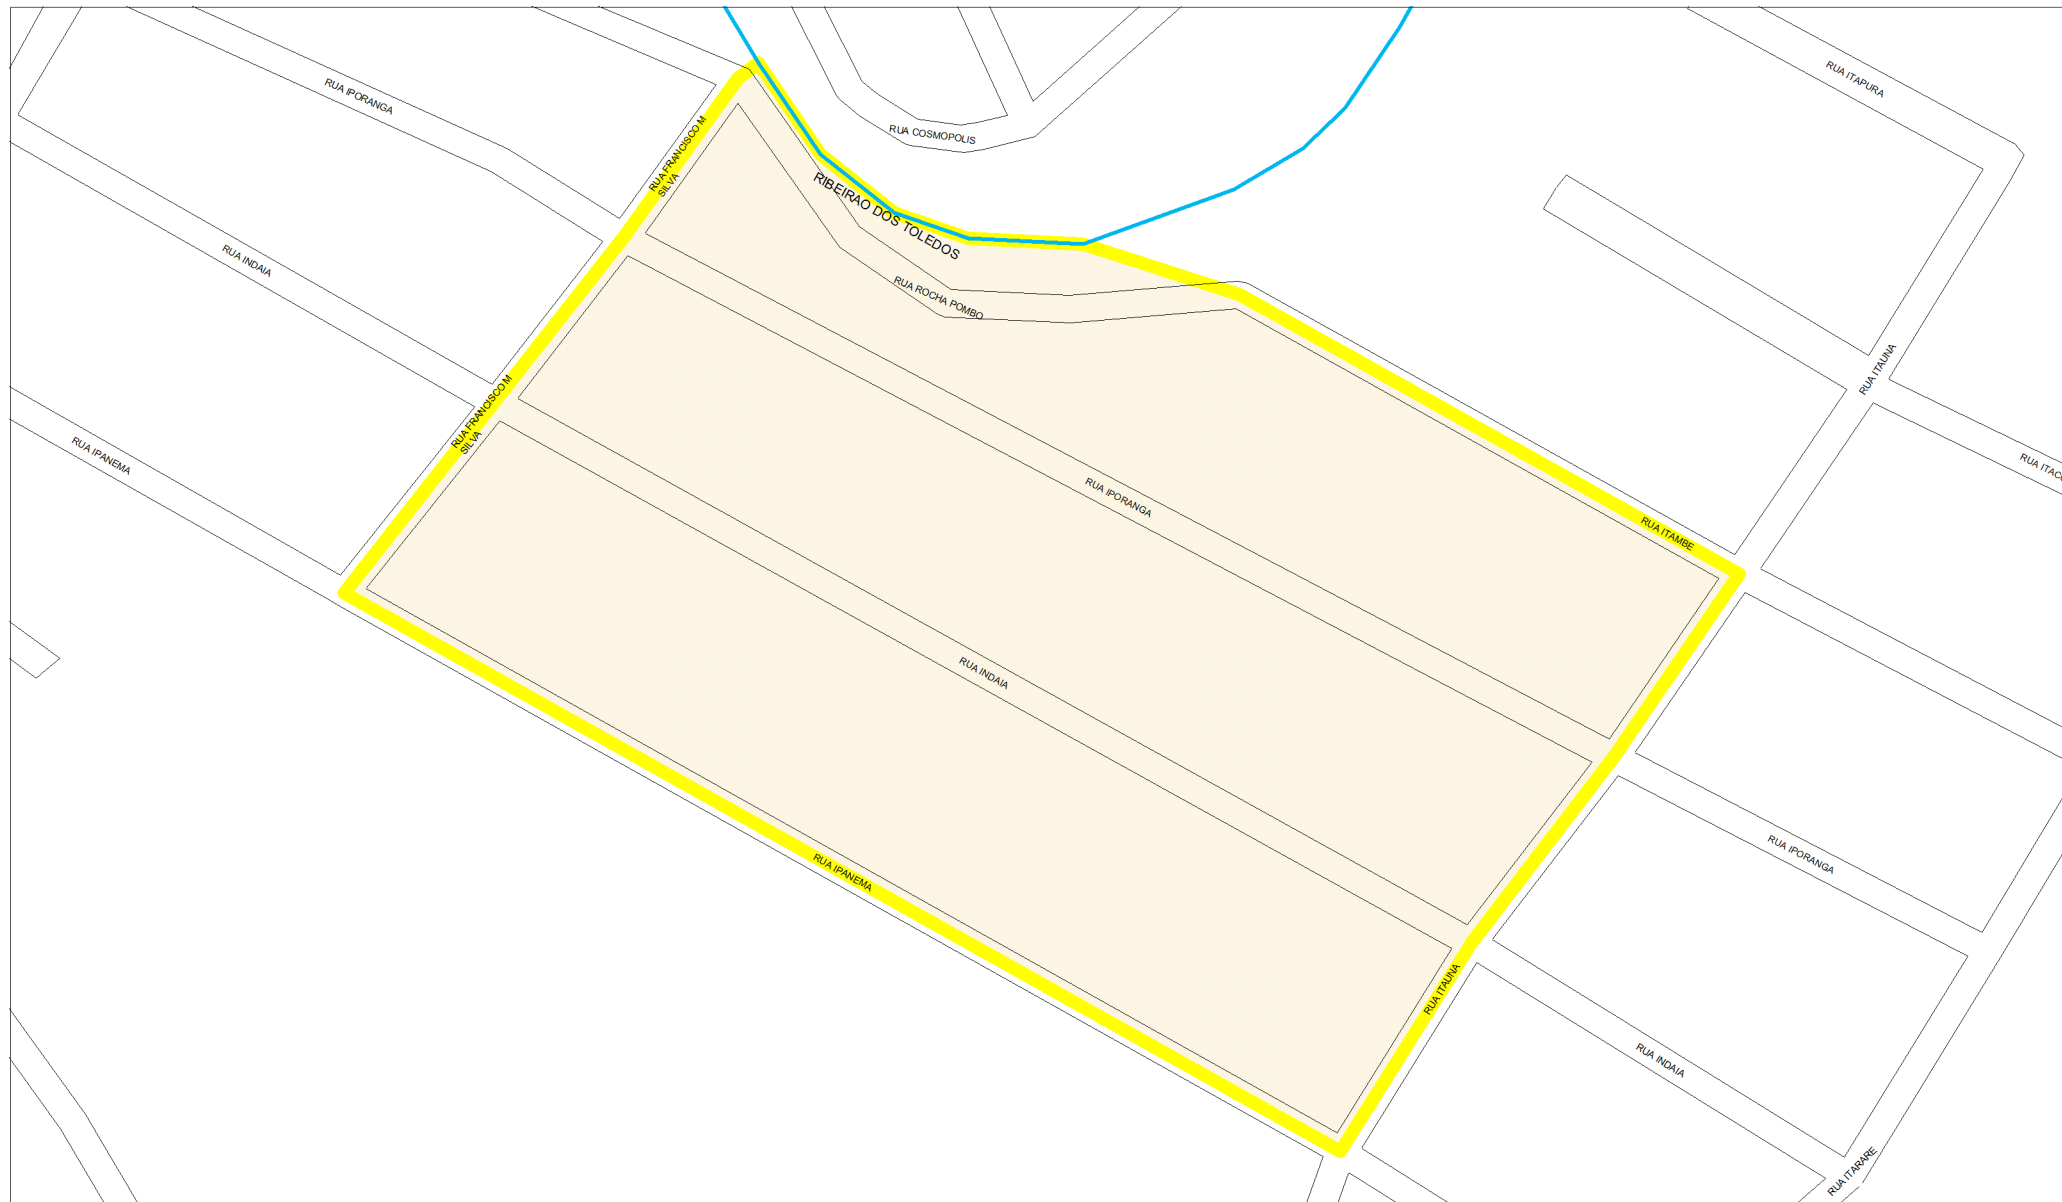 RUA ITAPURA
RUA IPORANGA
RUA COSMOPOLIS
RUA FRANCISCO M
SILVA
RIBEIRAO DOS TOLEDOS
RUA INDAIA
RUA ROCHA POMBO
RUA ITAUNA
RUA FRANCISCO M
SILVA
RUA IPANEMA
RUA ITACO
RUA IPORANGA
RUA ITAMBE
RUA INDAIA
RUA IPORANGA
RUA IPANEMA
RUA ITAUNA
RUA INDAIA
RUA ITARARE